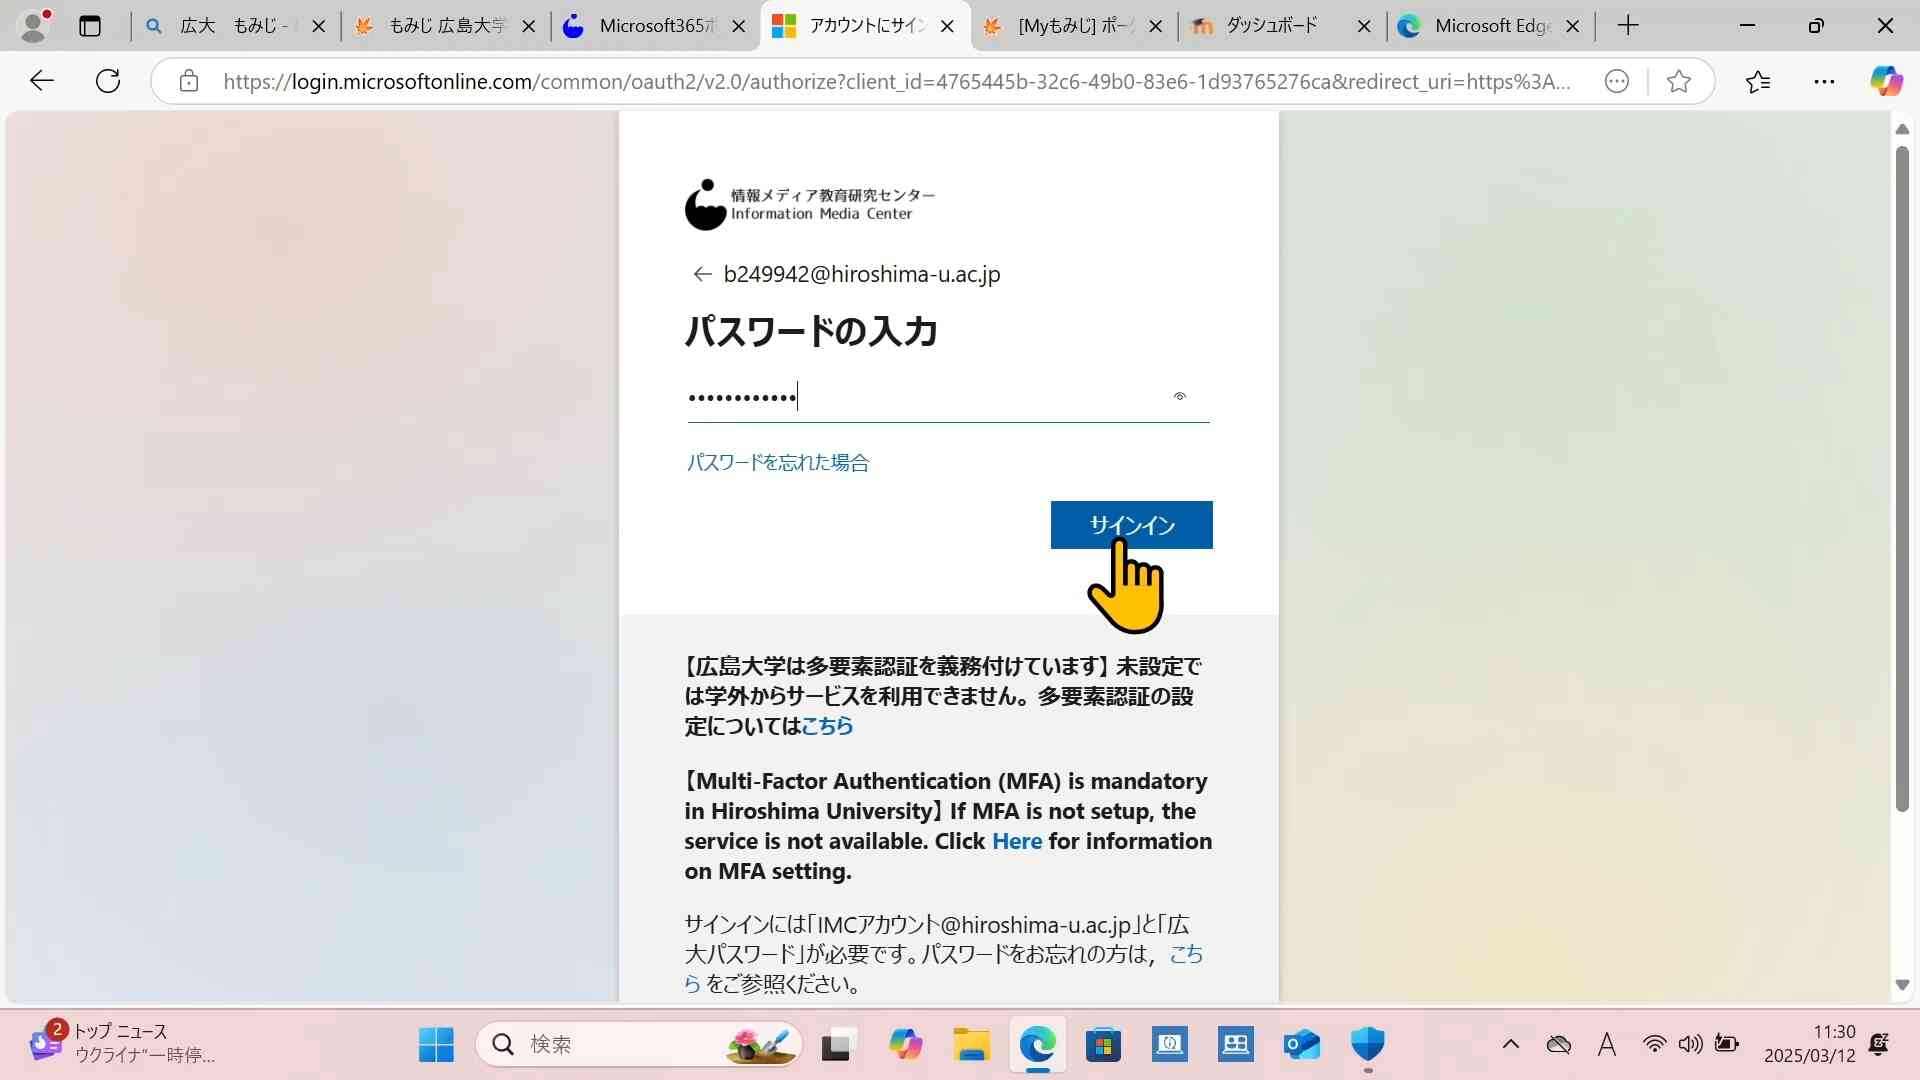 広大 もみじ -
もみじ 広島大学
Microsoft365ポ
アカウントにサイン
[Myもみじ] ポー
ダッシュボード
Microsoft Edge
https://login.microsoftonline.com/common/oauth2/v2.0/authorize?client_id=4765445b-32c6-49b0-83e6-1d93765276ca&redirect_uri=https%3A...
情報メディア教育研究センター
Information Media Center
b249942@hiroshima-u.ac.jp
パスワードの入力
パスワードを忘れた場合
サインイン
【広島大学は多要素認証を義務付けています】 未設定で
は学外からサービスを利用できません。多要素認証の設
定についてはこちら
【Multi-Factor Authentication (MFA) is mandatory
in Hiroshima University】 If MFA is not setup, the
service is not available. Click Here for information
on MFA setting.
サインインには「IMCアカウント@hiroshima-u.ac.jp」と「広
大パスワード」が必要です。パスワードをお忘れの方は，こち
ら をご参照ください。
2
トップ ニュース
ウクライナ“一時停...
検索
A
11:30
2025/03/12